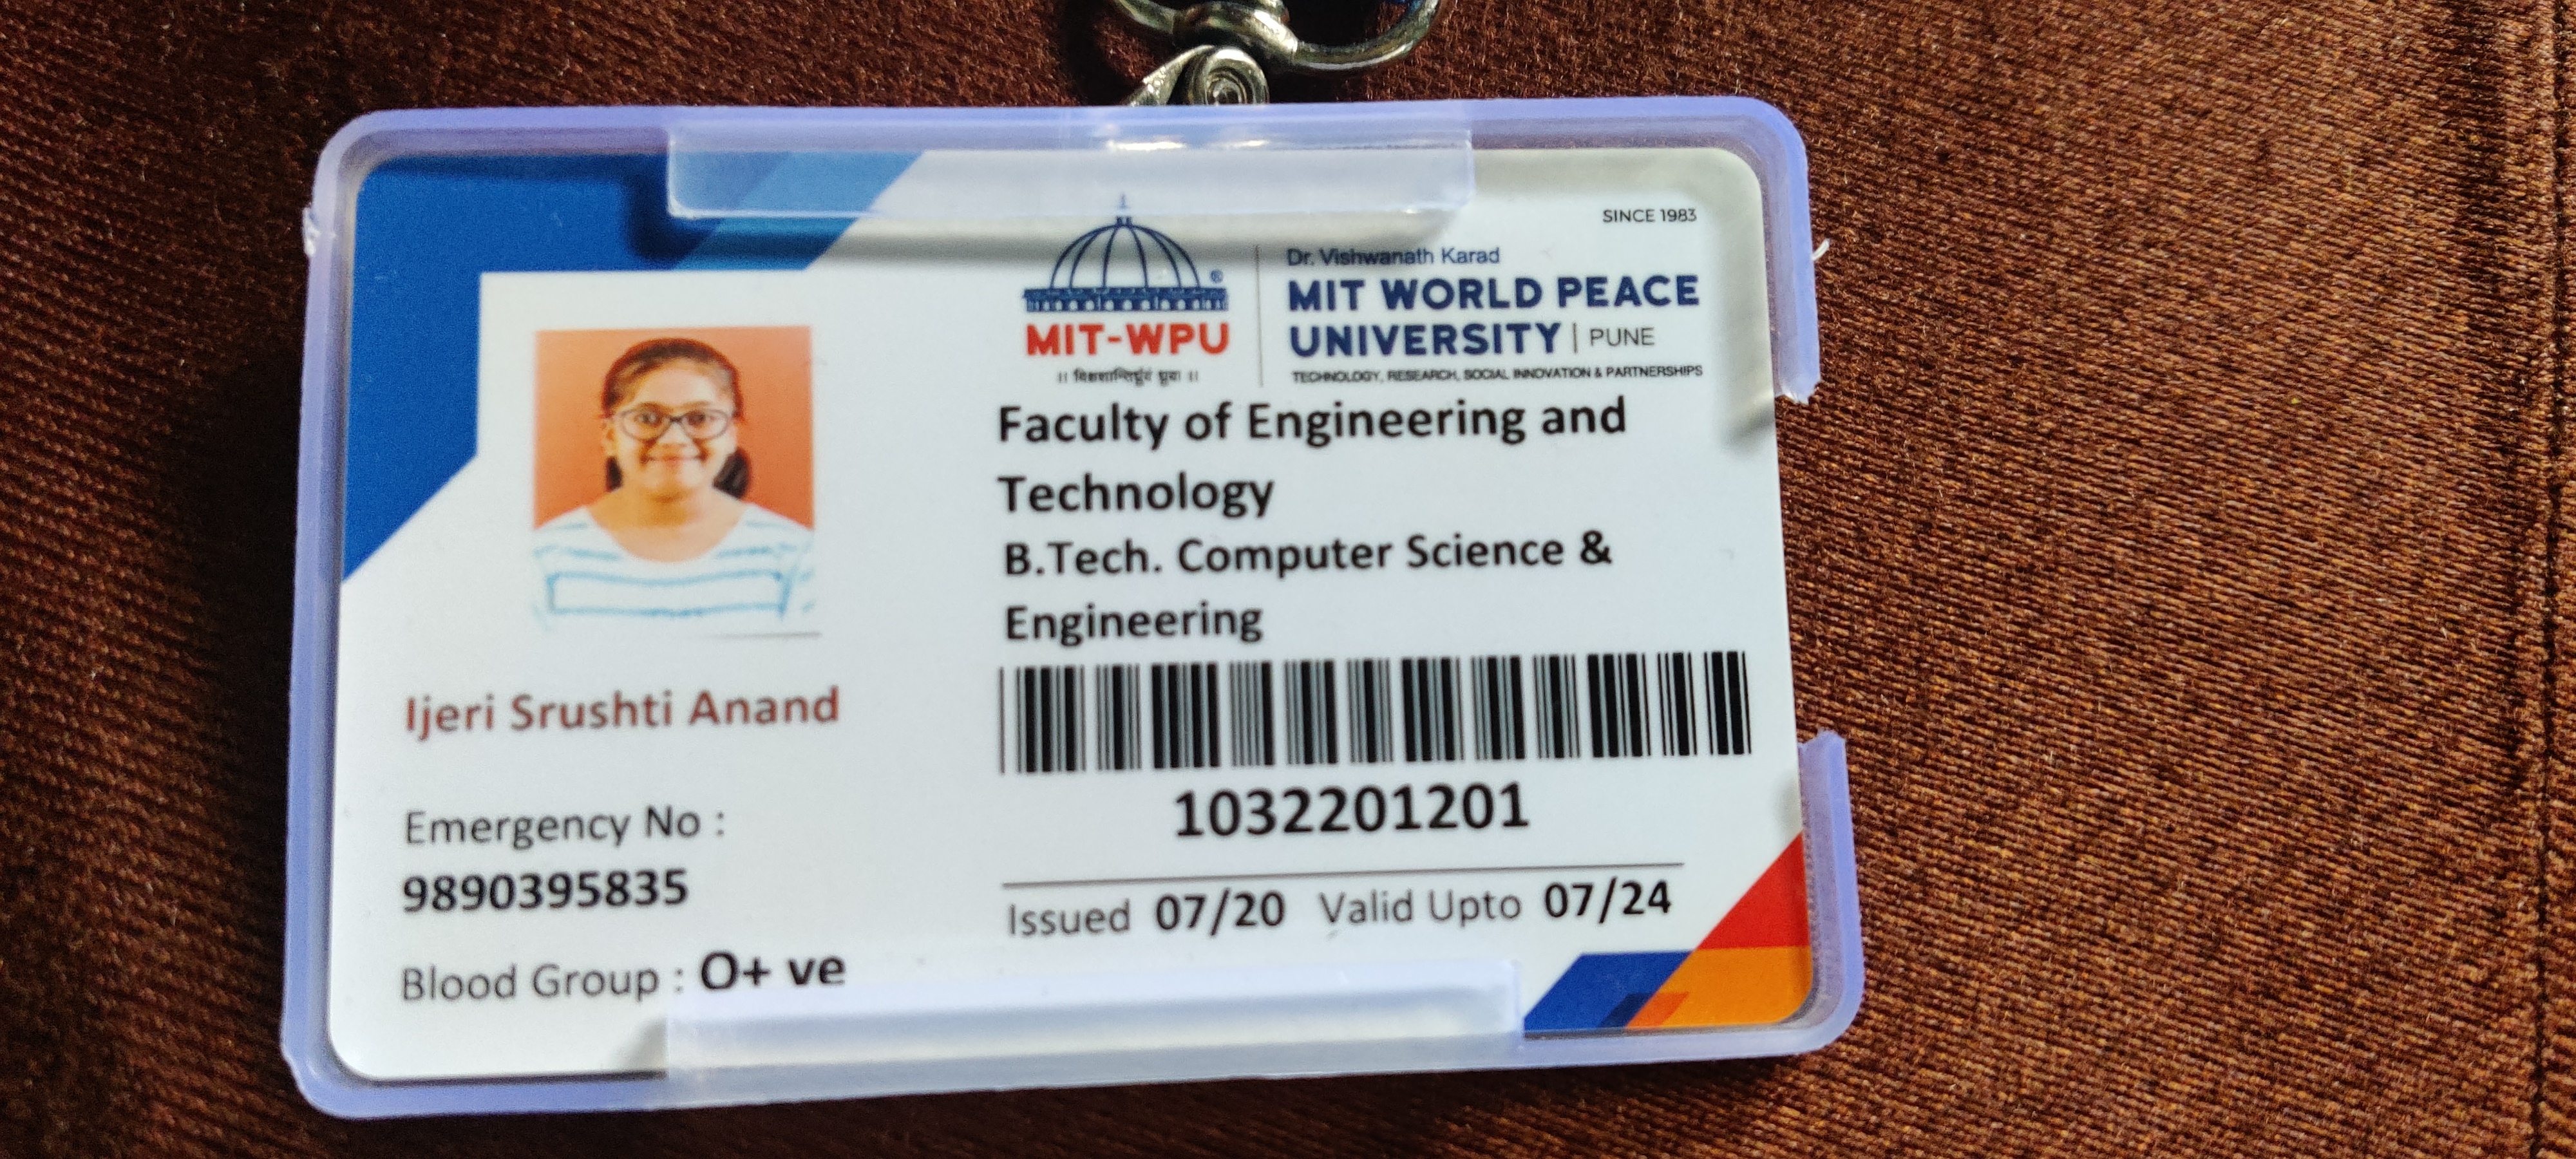 SINCE 1983
Dr. Vishwanath Karad
MIT WORLD PEACE
UNIVERSITY | PUNE
TECHNOLOGY, RESEARCH, SOCIAL INNOVATION & PARTNERSHIPS
®
MIT-WPU
॥ विश्वशान्तिर्ध्रुवं ध्रुवा ॥
Faculty of Engineering and
Technology
B.Tech. Computer Science &
Engineering
1032201201
Issued 07/20 Valid Upto 07/24
Ijeri Srushti Anand
Emergency No :
9890395835
Blood Group : O+ ve